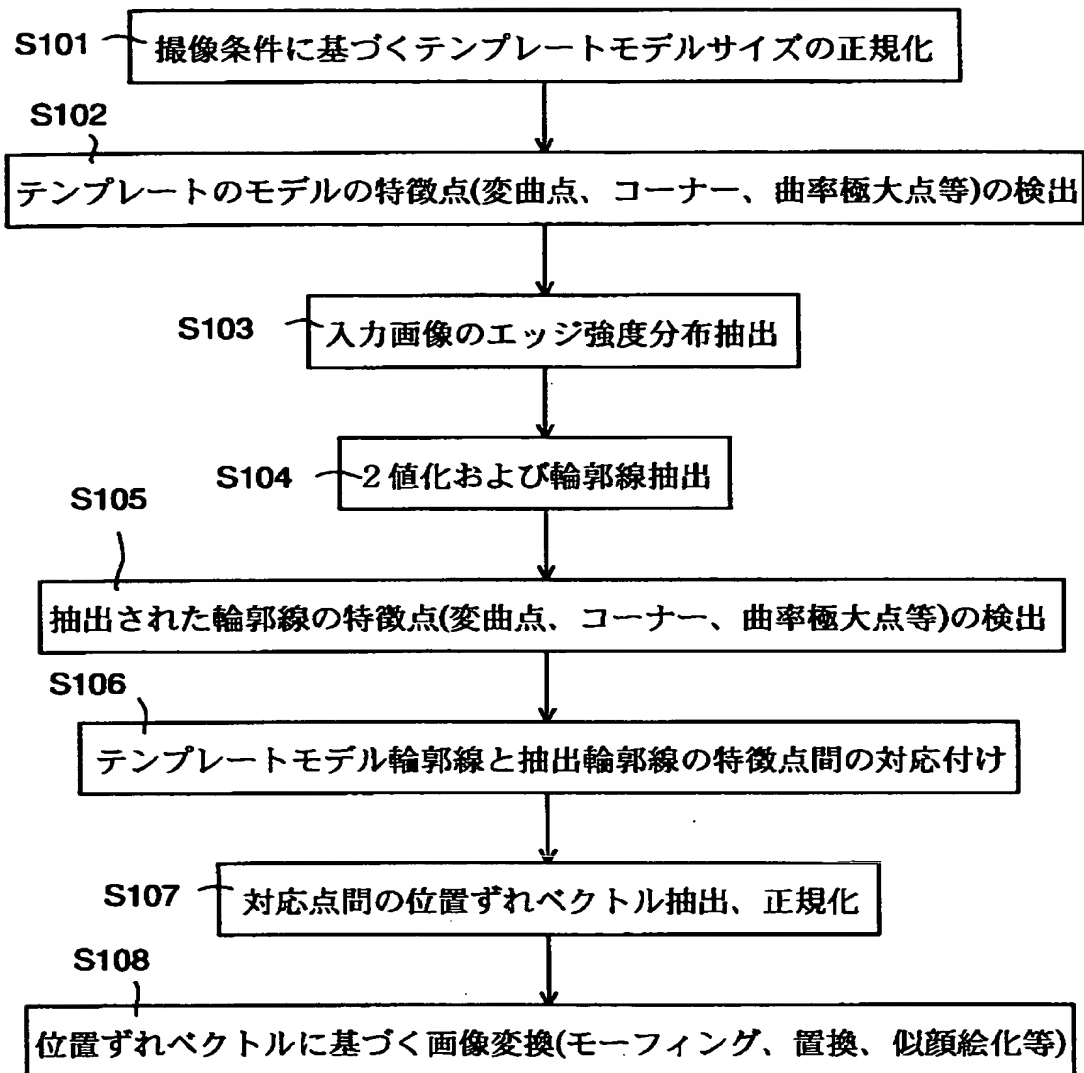 S101
撮像条件に基づくテンプレートモデルサイズの正規化
S102
テンプレートのモデルの特徴点(変曲点、コーナー、曲率極大点等)の検出
S103
入力画像のエッジ強度分布抽出
S104
2値化および輪郭線抽出
S105
抽出された輪郭線の特徴点(変曲点、コーナー、曲率極大点等)の検出
S106
テンプレートモデル輪郭線と抽出輪郭線の特徴点間の対応付け
S107
対応点間の位置ずれベクトル抽出、正規化
S108
位置ずれベクトルに基づく画像変換(モーフィング、置換、似顔絵化等)